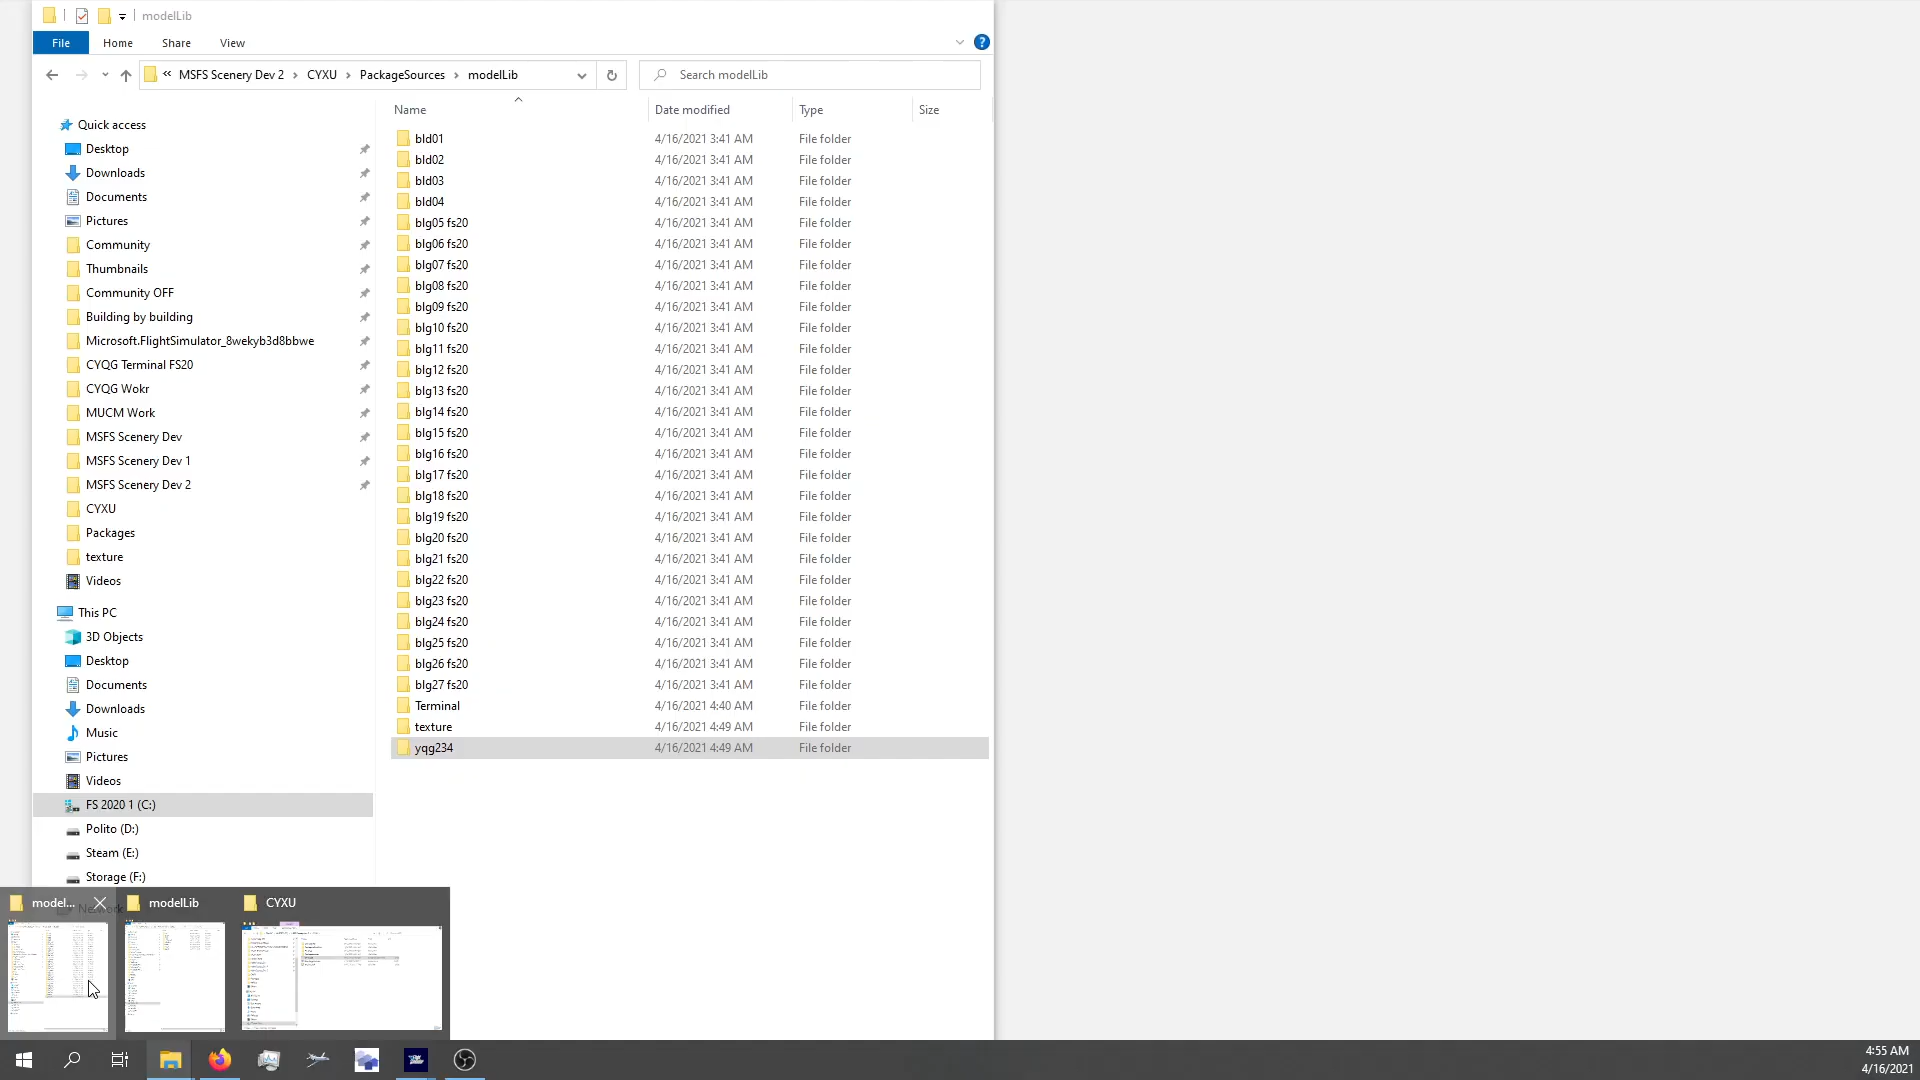 modelLib
File
Home
Share
View
?
« MSFS Scenery Dev 2 › CYXU › PackageSources › modelLib
Search modelLib
Name
Date modified
Type
Size
Quick access
Desktop
Downloads
Documents
Pictures
Community
Thumbnails
Community OFF
Building by building
Microsoft.FlightSimulator_8wekyb3d8bbwe
CYQG Terminal FS20
CYQG Wokr
MUCM Work
MSFS Scenery Dev
MSFS Scenery Dev 1
MSFS Scenery Dev 2
CYXU
Packages
texture
Videos
This PC
3D Objects
Desktop
Documents
Downloads
Music
Pictures
Videos
FS 2020 1 (C:)
Polito (D:)
Steam (E:)
Storage (F:)
Network
bld01 4/16/2021 3:41 AM File folder
bld02 4/16/2021 3:41 AM File folder
bld03 4/16/2021 3:41 AM File folder
bld04 4/16/2021 3:41 AM File folder
blg05 fs20 4/16/2021 3:41 AM File folder
blg06 fs20 4/16/2021 3:41 AM File folder
blg07 fs20 4/16/2021 3:41 AM File folder
blg08 fs20 4/16/2021 3:41 AM File folder
blg09 fs20 4/16/2021 3:41 AM File folder
blg10 fs20 4/16/2021 3:41 AM File folder
blg11 fs20 4/16/2021 3:41 AM File folder
blg12 fs20 4/16/2021 3:41 AM File folder
blg13 fs20 4/16/2021 3:41 AM File folder
blg14 fs20 4/16/2021 3:41 AM File folder
blg15 fs20 4/16/2021 3:41 AM File folder
blg16 fs20 4/16/2021 3:41 AM File folder
blg17 fs20 4/16/2021 3:41 AM File folder
blg18 fs20 4/16/2021 3:41 AM File folder
blg19 fs20 4/16/2021 3:41 AM File folder
blg20 fs20 4/16/2021 3:41 AM File folder
blg21 fs20 4/16/2021 3:41 AM File folder
blg22 fs20 4/16/2021 3:41 AM File folder
blg23 fs20 4/16/2021 3:41 AM File folder
blg24 fs20 4/16/2021 3:41 AM File folder
blg25 fs20 4/16/2021 3:41 AM File folder
blg26 fs20 4/16/2021 3:41 AM File folder
blg27 fs20 4/16/2021 3:41 AM File folder
Terminal 4/16/2021 4:40 AM File folder
texture 4/16/2021 4:49 AM File folder
yqg234 4/16/2021 4:49 AM File folder
model...
modelLib
CYXU
4:55 AM
4/16/2021